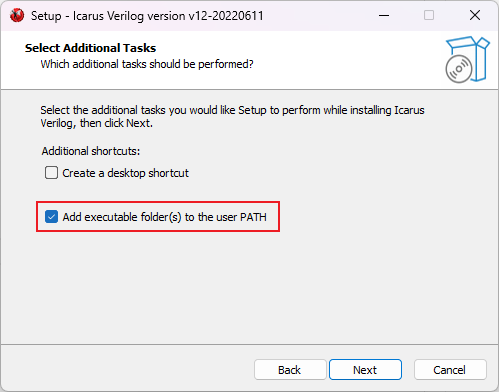 Setup - Icarus Verilog version v12-20220611
Select Additional Tasks
Which additional tasks should be performed?
Select the additional tasks you would like Setup to perform while installing Icarus
Verilog, then click Next.
Additional shortcuts:
Create a desktop shortcut
Add executable folder(s) to the user PATH
Back
Next
Cancel